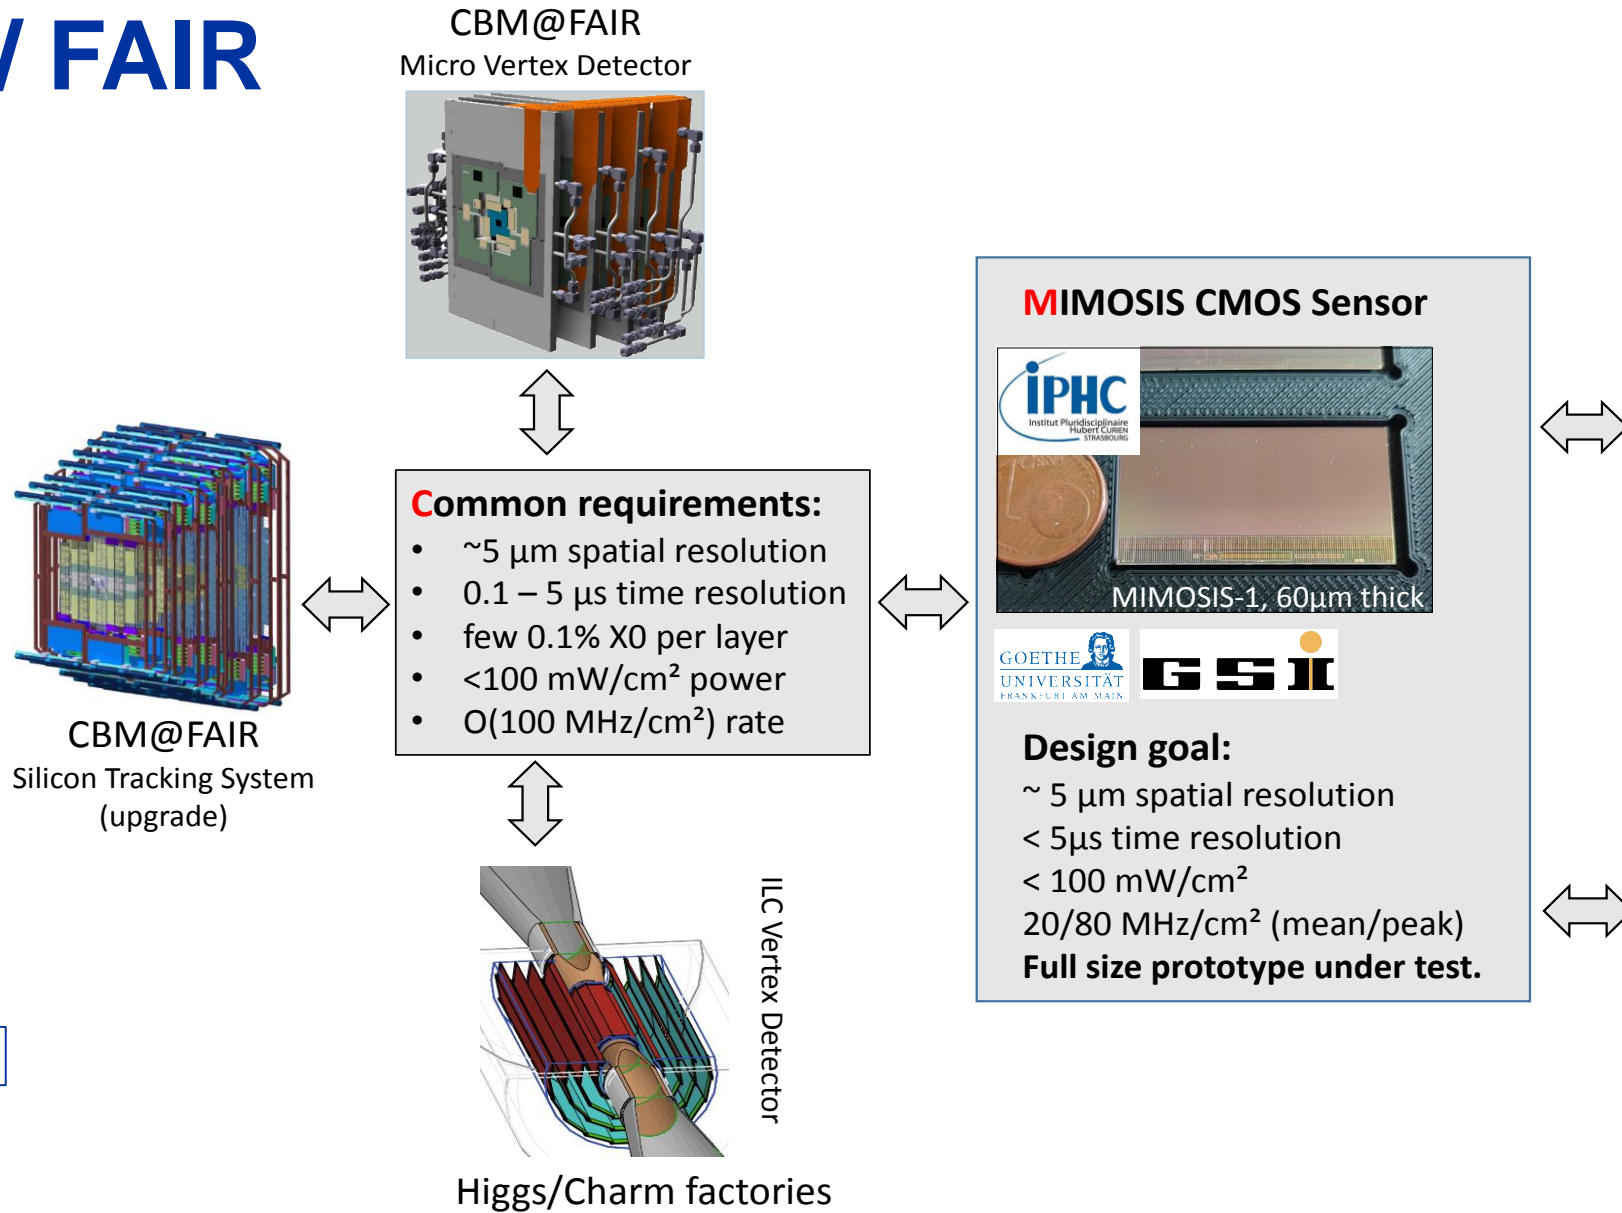 / FAIR
CBM@FAIR
Micro Vertex Detector
CBM@FAIR
Silicon Tracking System
(upgrade)
Common requirements:
• ~5 µm spatial resolution
• 0.1 – 5 µs time resolution
• few 0.1% X0 per layer
• <100 mW/cm² power
• O(100 MHz/cm²) rate
ILC Vertex Detector
Higgs/Charm factories
MIMOSIS CMOS Sensor
iPHC
Institut Pluridisciplinaire
Hubert CURIEN
STRASBOURG
MIMOSIS-1, 60µm thick
GOETHE
UNIVERSITÄT
FRANKFURT AM MAIN
GSI
Design goal:
~ 5 µm spatial resolution
< 5µs time resolution
< 100 mW/cm²
20/80 MHz/cm² (mean/peak)
Full size prototype under test.